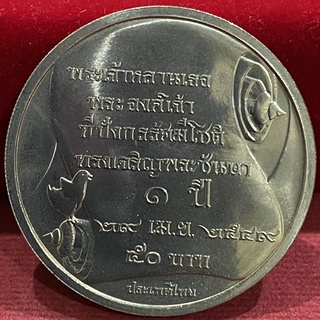 พระเจ้าหลานเธอ
พระองค์เจ้า
ทีปังกรรัศมีโชติ
ทรงเจริญพระชันษา
๑ ปี
๒๙ เม.ย. ๒๕๔๙
๕๐ บาท
ประเทศไทย